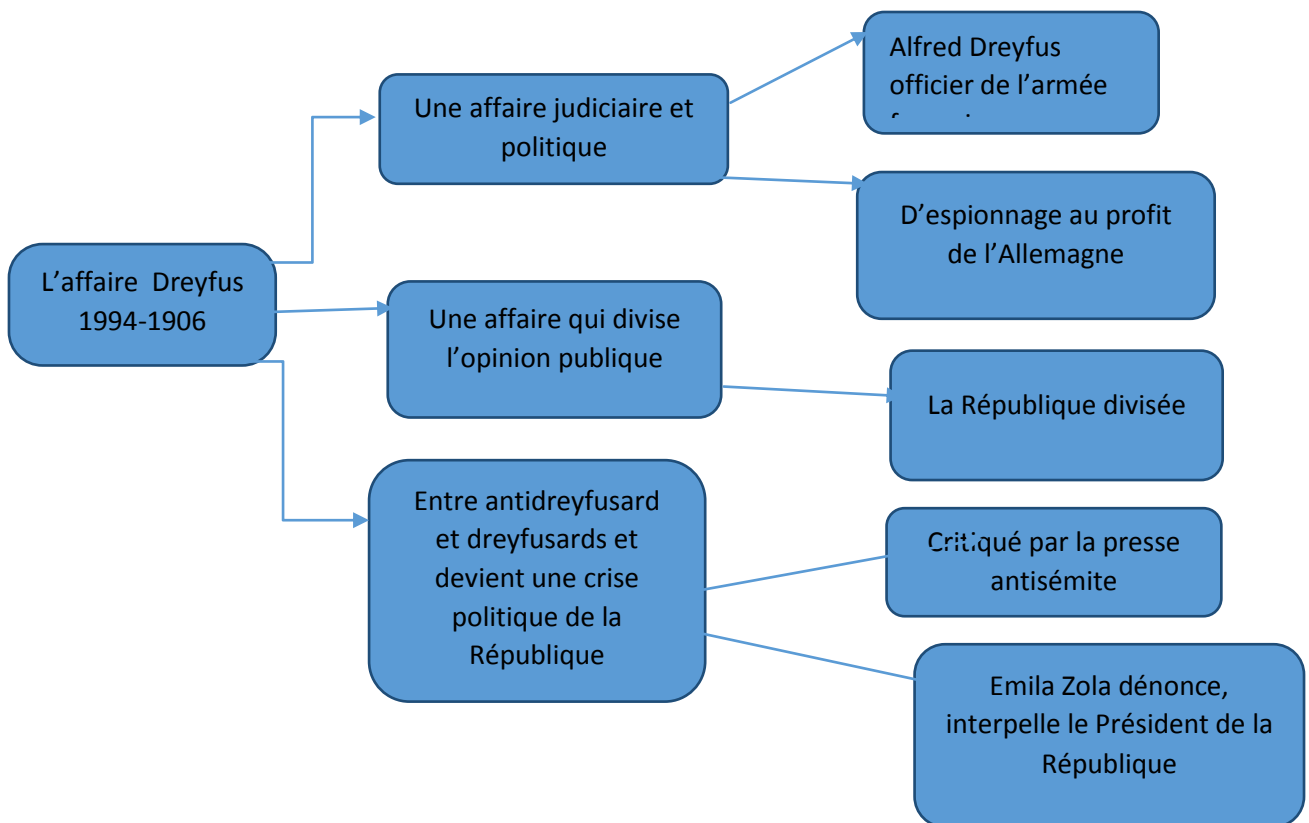 L’affaire  Dreyfus
1994-1906
Une affaire judiciaire et
politique
Alfred Dreyfus
officier de l’armée
D’espionnage au profit
de l’Allemagne
Une affaire qui divise
l’opinion publique
La République divisée
Entre antidreyfusard
et dreyfusards et
devient une crise
politique de la
République
Critiqué par la presse
antisémite
Emila Zola dénonce,
interpelle le Président de la
République